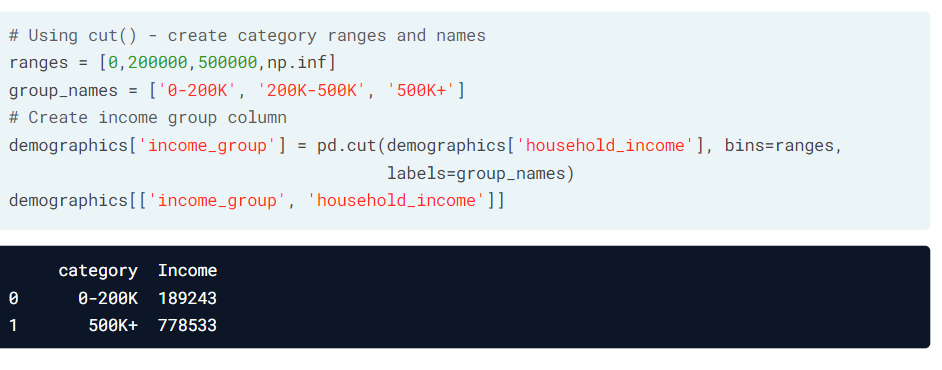 # Using cut() - create category ranges and names
ranges = [0,200000,500000,np.inf]
group_names = ['0-200K', '200K-500K', '500K+']
# Create income group column
demographics['income_group'] = pd.cut(demographics['household_income'], bins=ranges,
                                      labels=group_names)
demographics[['income_group', 'household_income']]
     category  Income
0      0-200K  189243
1       500K+  778533